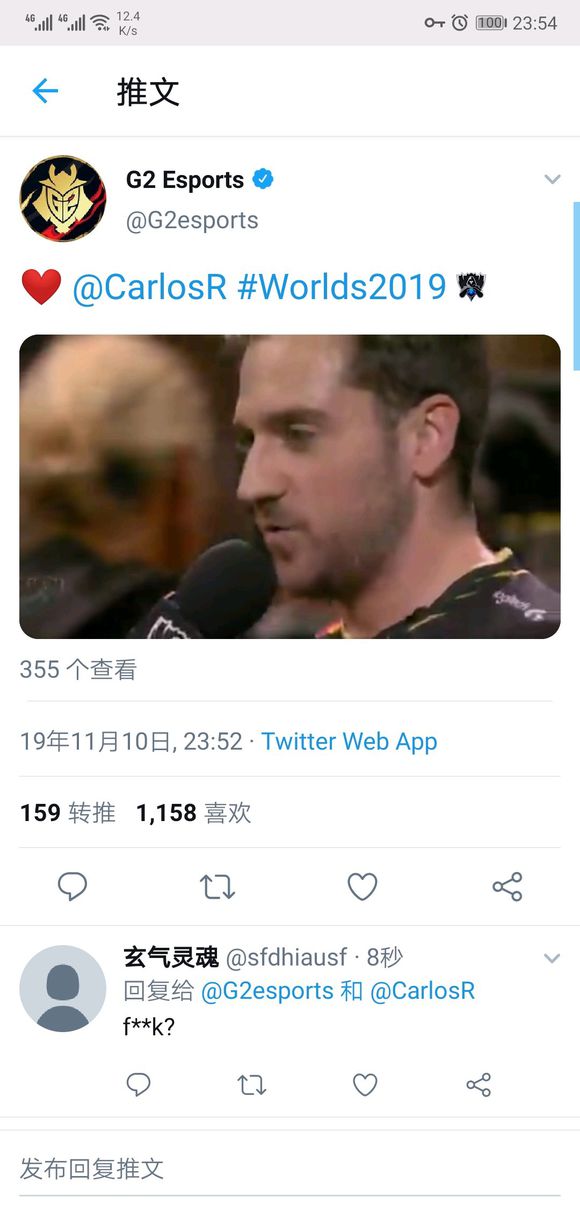 4G 4G 12.4 K/s 100 23:54
推文
G2 Esports
@G2esports
❤️ @CarlosR #Worlds2019
logitech G
355 个查看
19年11月10日, 23:52 · Twitter Web App
159 转推 1,158 喜欢
玄气灵魂 @sfdhiausf · 8秒
回复给 @G2esports 和 @CarlosR
f**k?
发布回复推文